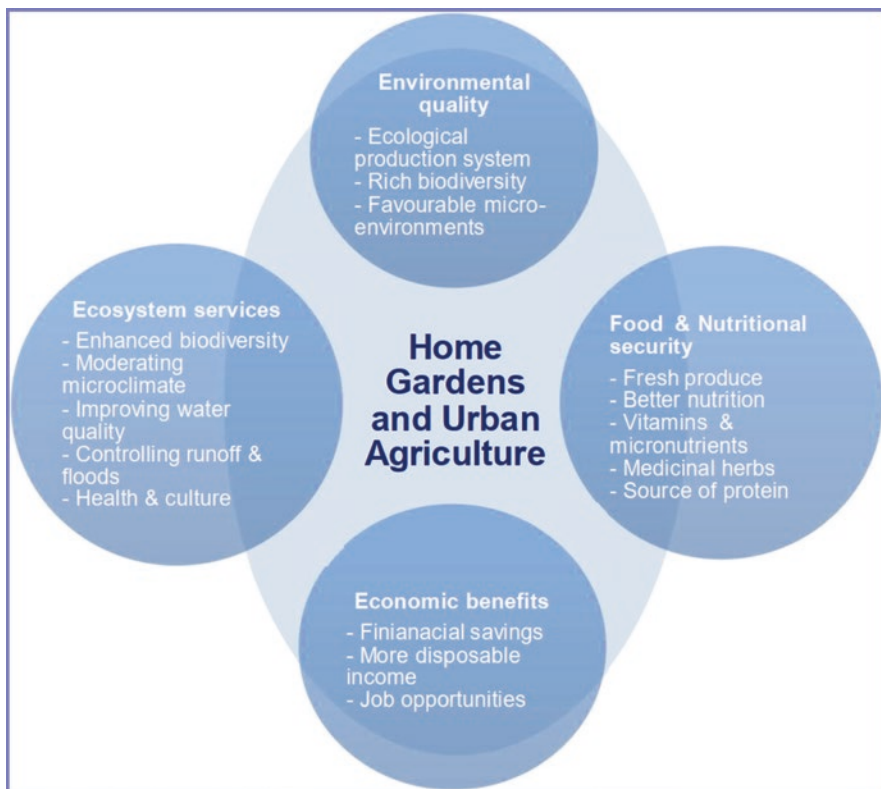 Environmental
quality
- Ecological
production system
- Rich biodiversity
- Favourable micro-
environments
Ecosystem services
- Enhanced biodiversity
- Moderating
microclimate
- Improving water
quality
- Controlling runoff &
floods
- Health & culture
Home
Gardens
and Urban
Agriculture
Food & Nutritional
security
- Fresh produce
- Better nutrition
- Vitamins &
micronutrients
- Medicinal herbs
- Source of protein
Economic benefits
- Finianacial savings
- More disposable
income
- Job opportunities